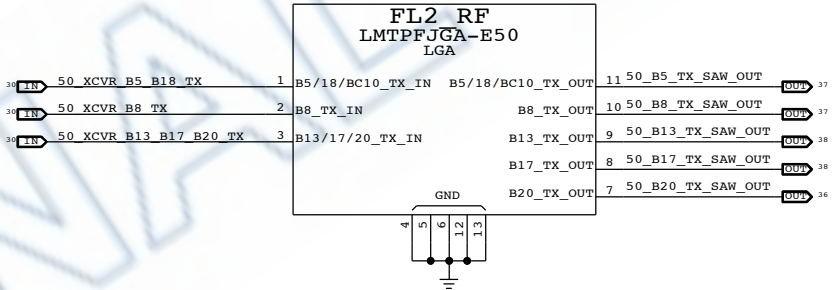 FL2_RF
LMTPFJGA-E50
LGA
30 IN 50_XCVR_B5_B18_TX 1 B5/18/BC10_TX_IN B5/18/BC10_TX_OUT 11 50_B5_TX_SAW_OUT OUT 37
30 IN 50_XCVR_B8_TX 2 B8_TX_IN B8_TX_OUT 10 50_B8_TX_SAW_OUT OUT 37
30 IN 50_XCVR_B13_B17_B20_TX 3 B13/17/20_TX_IN B13_TX_OUT 9 50_B13_TX_SAW_OUT OUT 38
B17_TX_OUT 8 50_B17_TX_SAW_OUT OUT 38
B20_TX_OUT 7 50_B20_TX_SAW_OUT OUT 36
GND
4 5 6 12 13